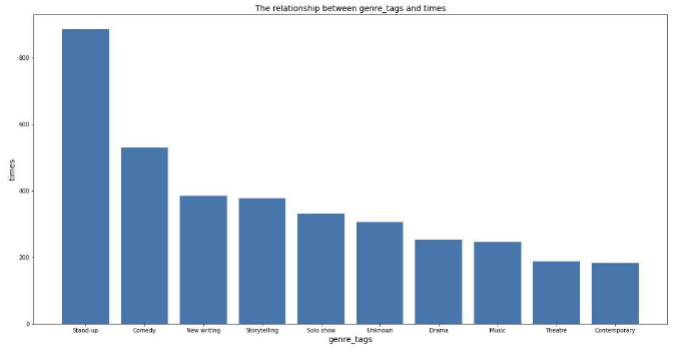 The relationship between genre_tags and times
800
600
400
200
0
times
Stand-up Comedy New writing Storytelling Solo show Unknown Drama Music Theatre Contemporary
genre_tags